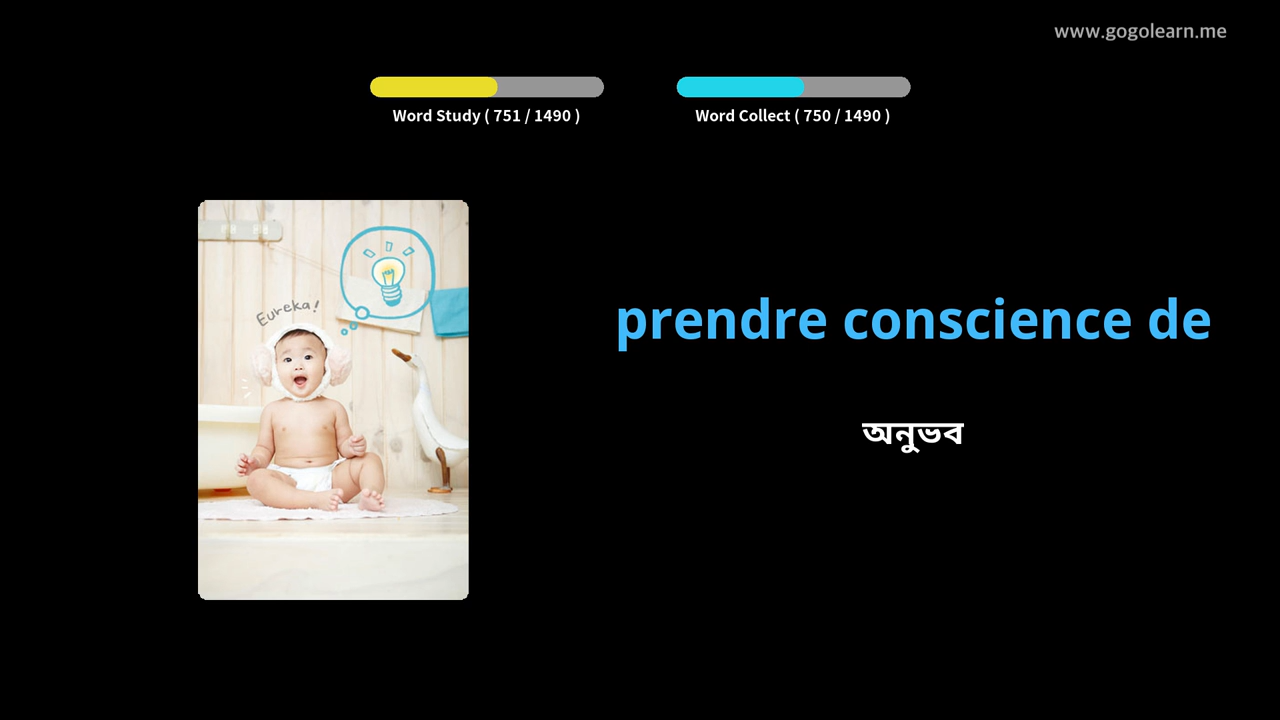 www.gogolearn.me
Word Study ( 751 / 1490 )
Word Collect ( 750 / 1490 )
Eureka!
prendre conscience de
অনুভব